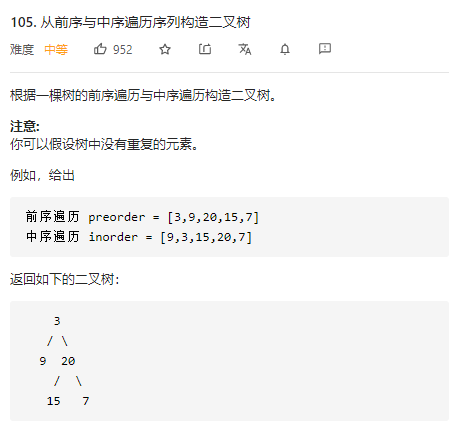 105. 从前序与中序遍历序列构造二叉树
难度 中等 952
根据一棵树的前序遍历与中序遍历构造二叉树。
注意:
你可以假设树中没有重复的元素。
例如，给出
前序遍历 preorder = [3,9,20,15,7]
中序遍历 inorder = [9,3,15,20,7]
返回如下的二叉树：
3
/ \
9 20
/ \
15 7